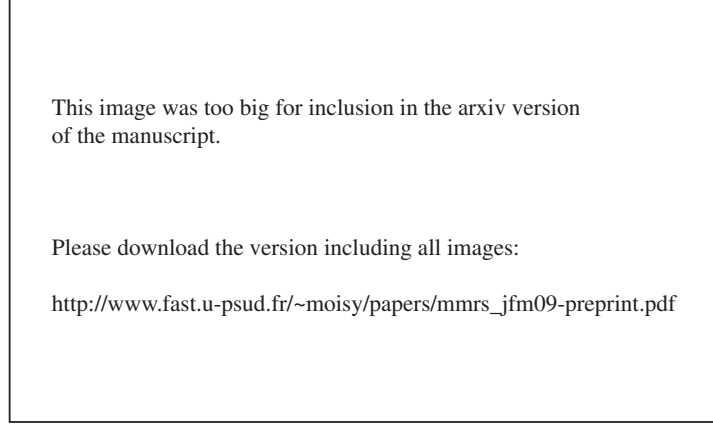 This image was too big for inclusion in the arxiv version
of the manuscript.
Please download the version including all images:
http://www.fast.u-psud.fr/~moisy/papers/mmrs_jfm09-preprint.pdf